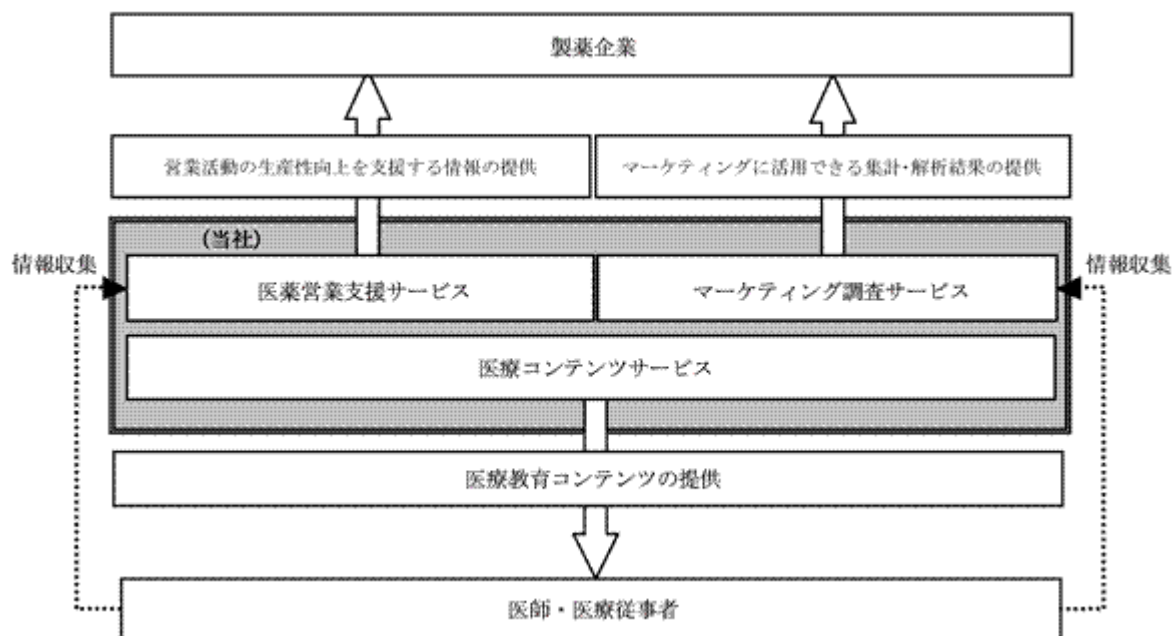 製薬企業
営業活動の生産性向上を支援する情報の提供
マーケティングに活用できる集計・解析結果の提供
(当社)
情報収集
情報収集
医薬営業支援サービス
マーケティング調査サービス
医療コンテンツサービス
医療教育コンテンツの提供
医師・医療従事者